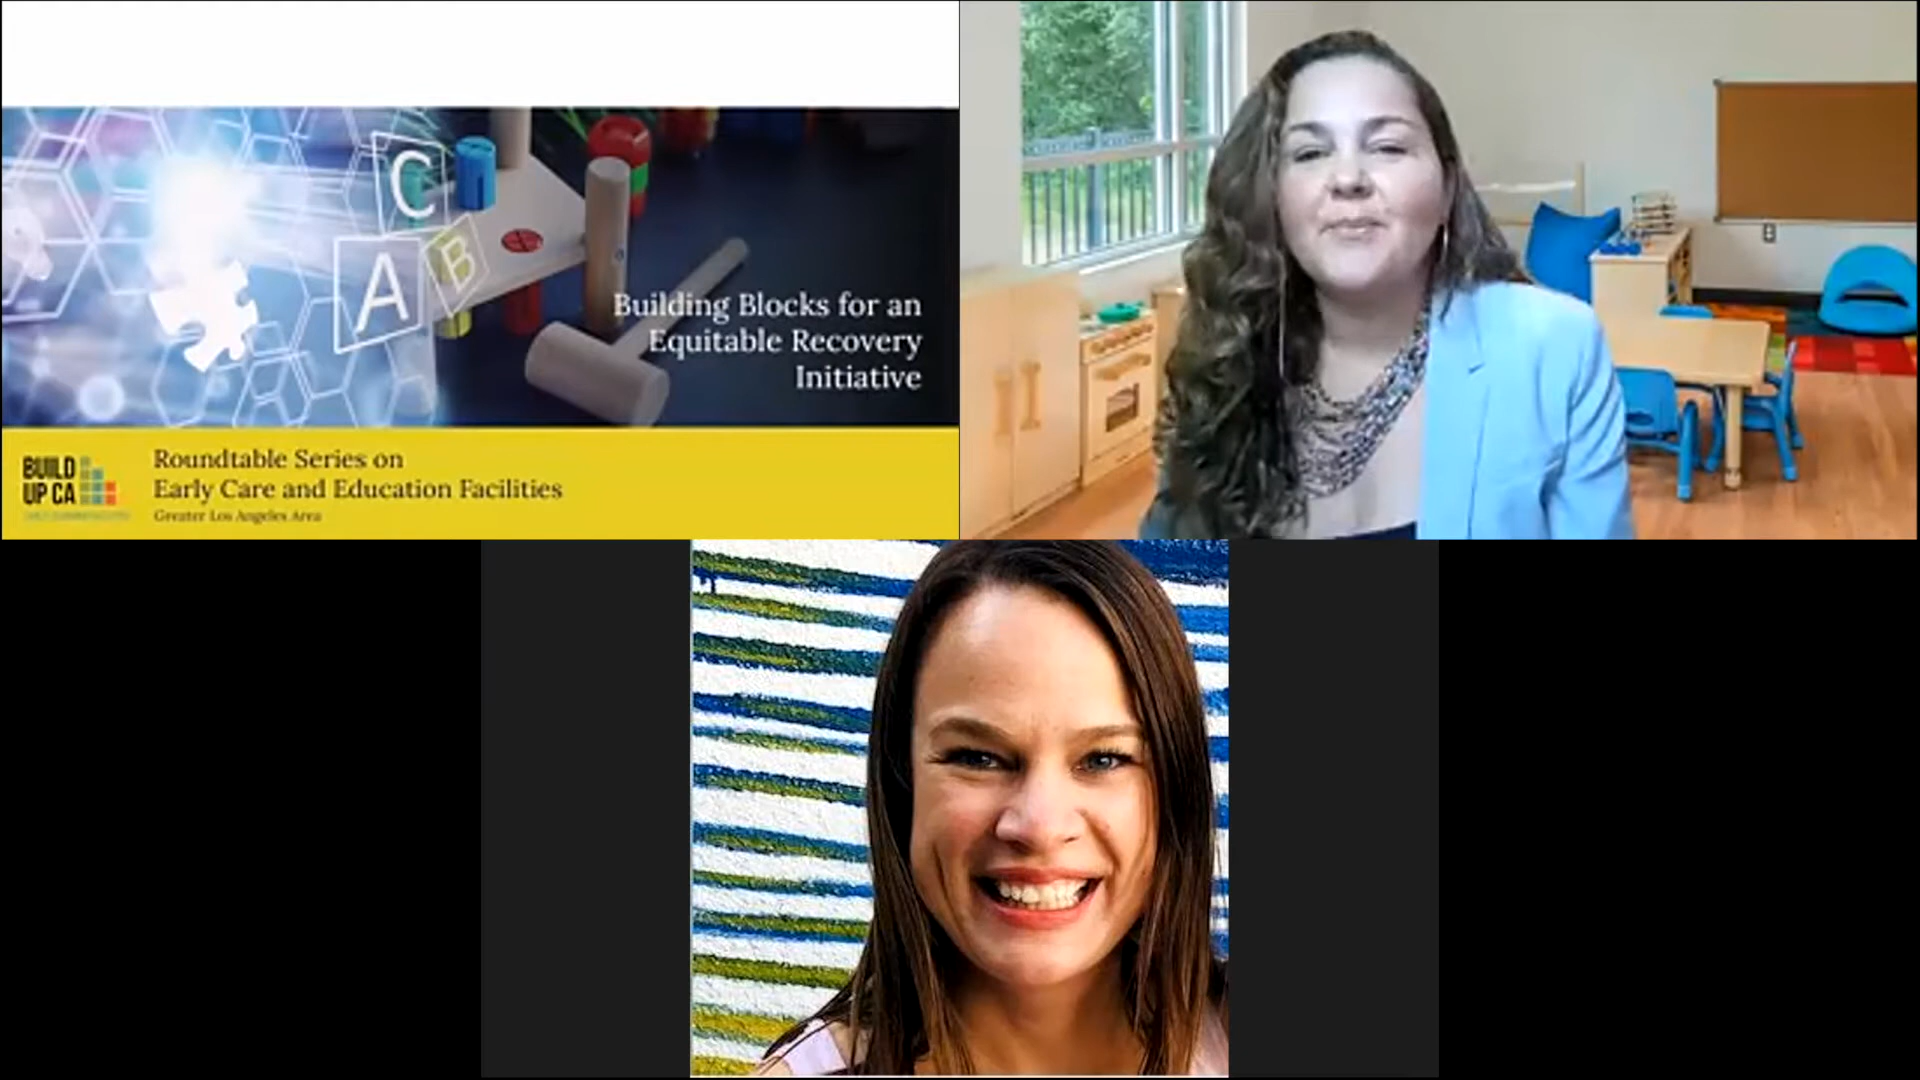 C
A B
Building Blocks for an
Equitable Recovery
Initiative
BUILD
UP CA
Roundtable Series on
Early Care and Education Facilities
Greater Los Angeles Area